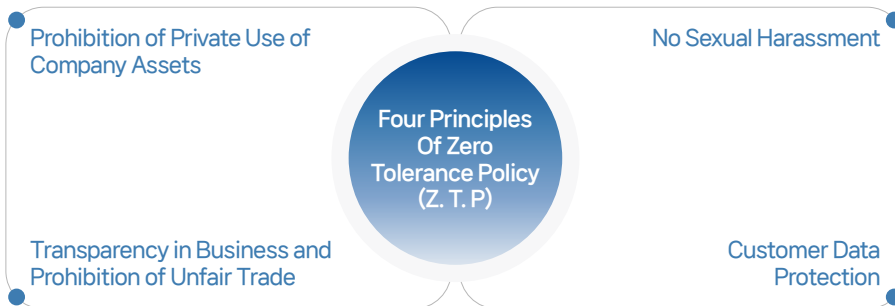 Prohibition of Private Use of
Company Assets
No Sexual Harassment
Four Principles
Of Zero
Tolerance Policy
(Z. T. P)
Transparency in Business and
Prohibition of Unfair Trade
Customer Data
Protection